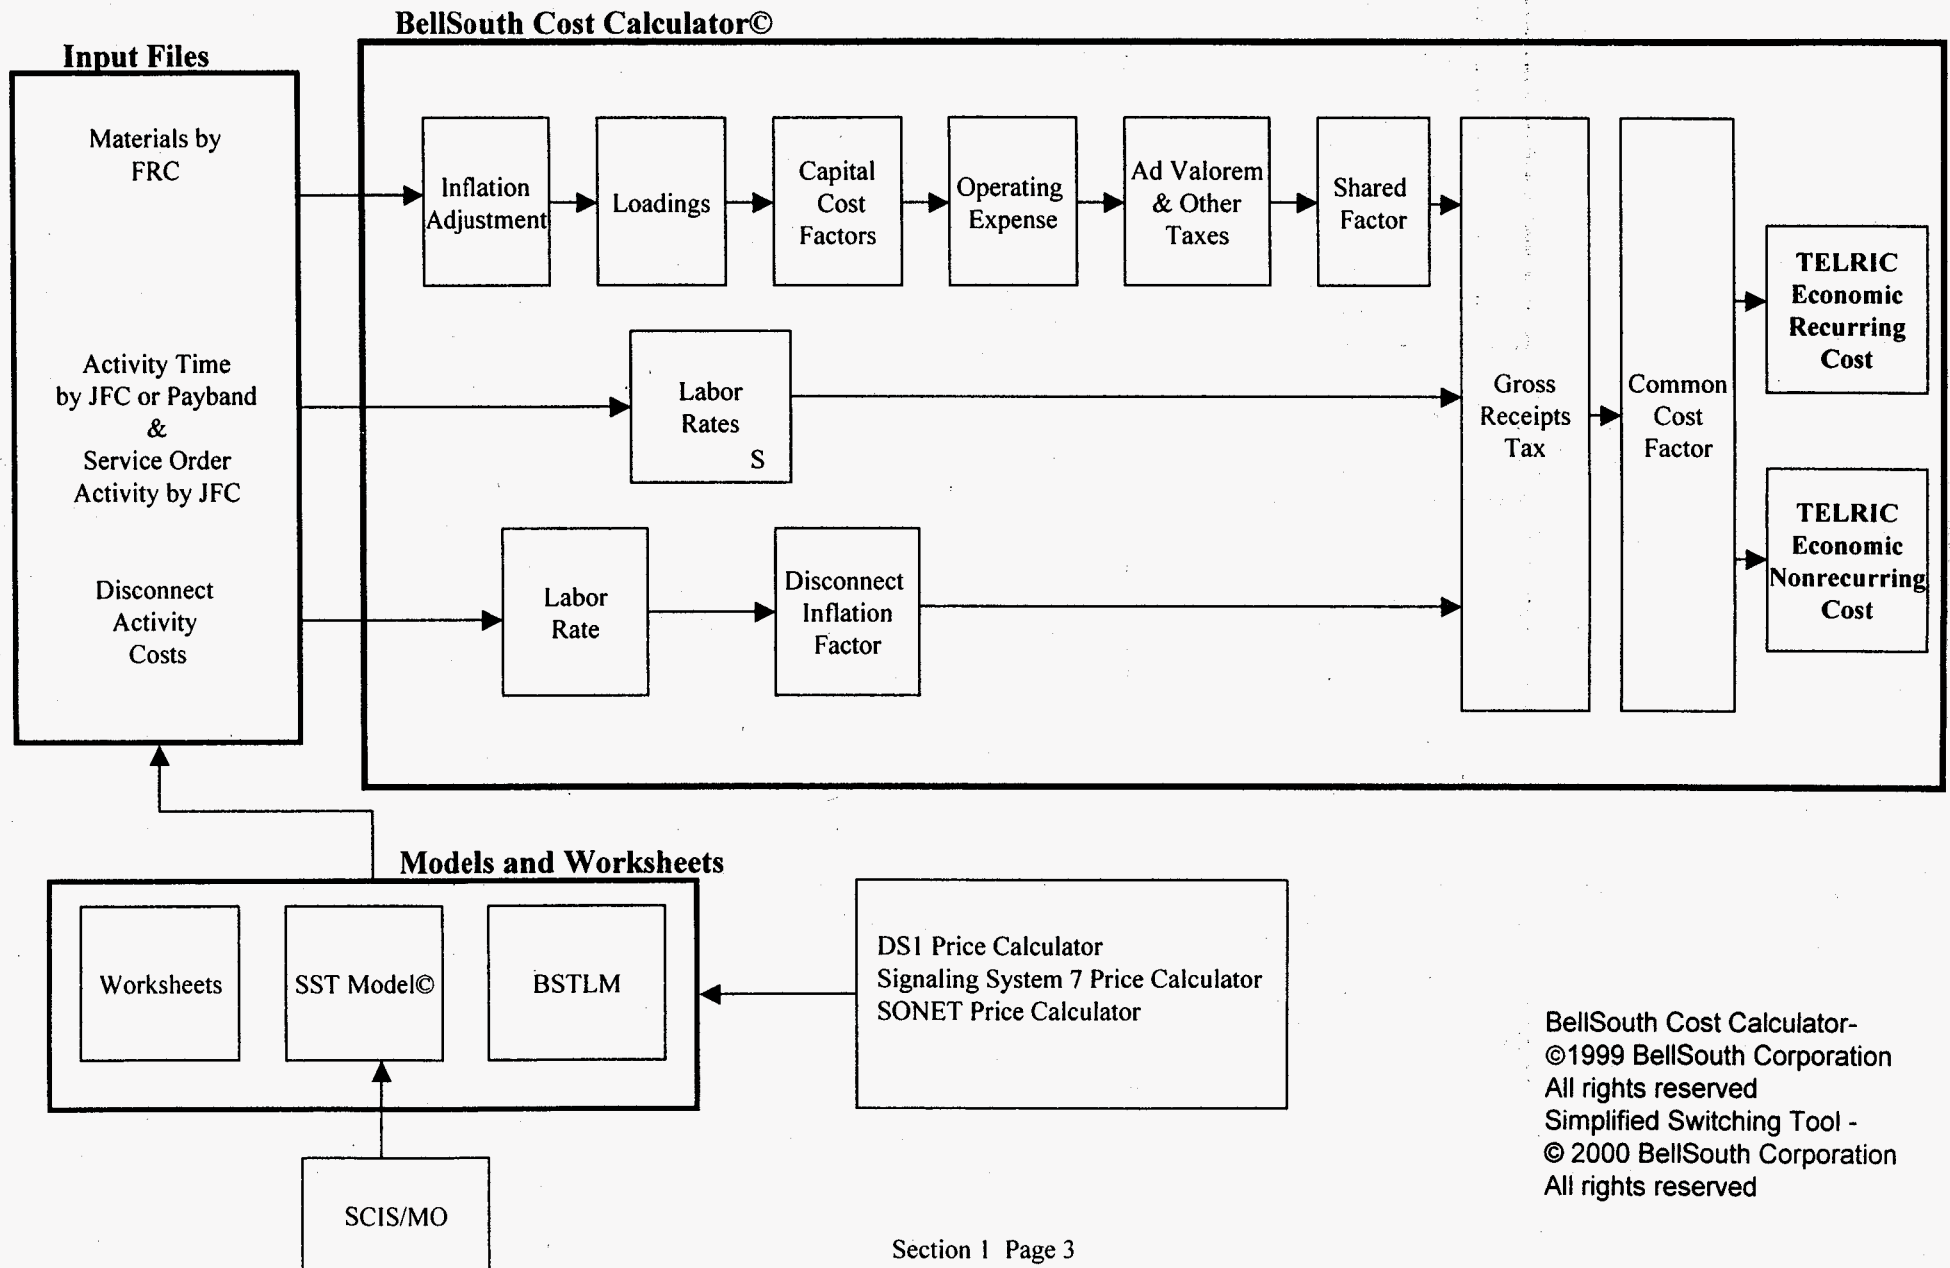 BellSouth Cost Calculator©
Input Files
Materials by
FRC
Activity Time
by JFC or Payband
&
Service Order
Activity by JFC
Disconnect
Activity
Costs
Inflation
Adjustment
Loadings
Capital
Cost
Factors
Operating
Expense
Ad Valorem
& Other
Taxes
Shared
Factor
Labor
Rates
S
Labor
Rate
Disconnect
Inflation
Factor
Gross
Receipts
Tax
Common
Cost
Factor
TELRIC
Economic
Recurring
Cost
TELRIC
Economic
Nonrecurring
Cost
Models and Worksheets
Worksheets
SST Model©
BSTLM
DS1 Price Calculator
Signaling System 7 Price Calculator
SONET Price Calculator
SCIS/MO
BellSouth Cost Calculator-
©1999 BellSouth Corporation
All rights reserved
Simplified Switching Tool -
© 2000 BellSouth Corporation
All rights reserved
Section 1 Page 3